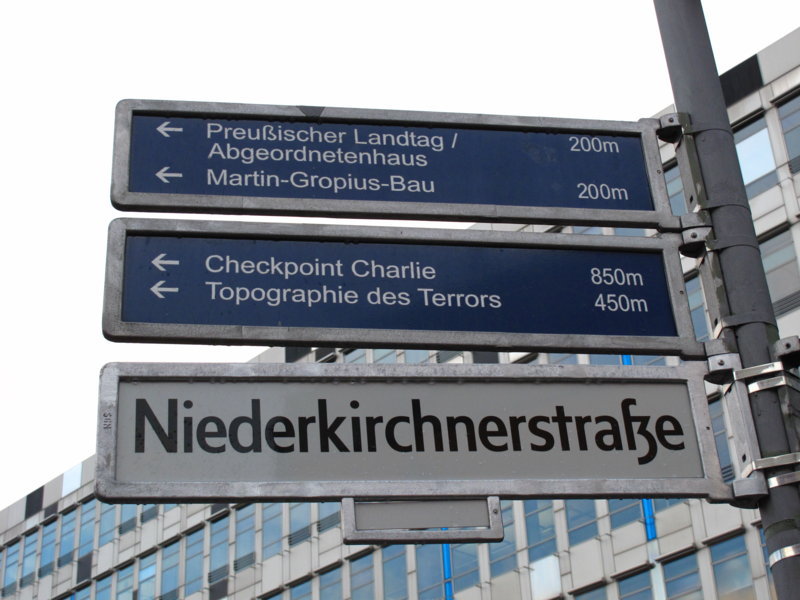 ← Preußischer Landtag / 200m
Abgeordnetenhaus
← Martin-Gropius-Bau 200m
← Checkpoint Charlie 850m
← Topographie des Terrors 450m
Niederkirchnerstraße